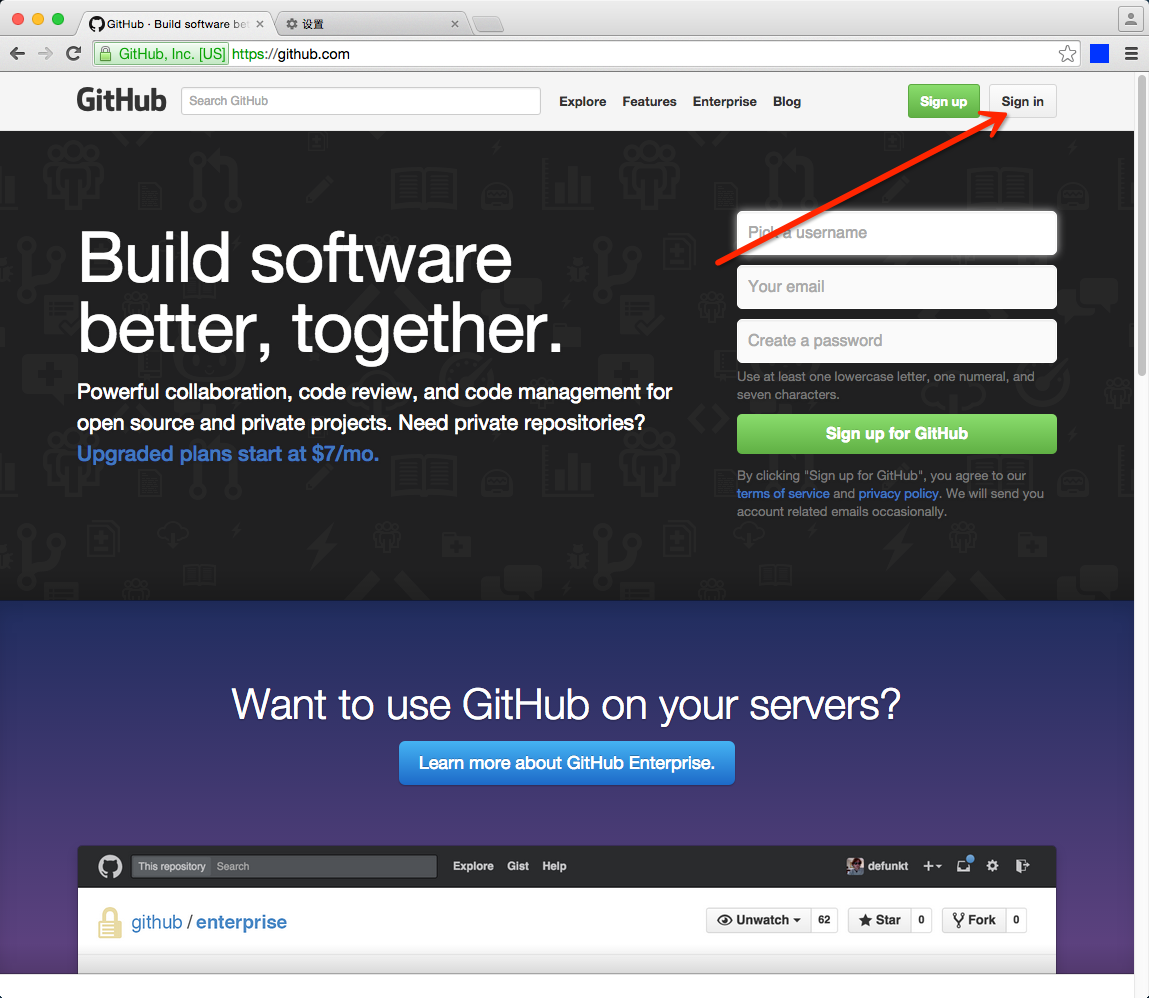 GitHub · Build software bet
设置
GitHub, Inc. [US] https://github.com
GitHub
Search GitHub
Explore Features Enterprise Blog
Sign up
Sign in
Build software
better, together.
Powerful collaboration, code review, and code management for
open source and private projects. Need private repositories?
Upgraded plans start at $7/mo.
Pick a username
Your email
Create a password
Use at least one lowercase letter, one numeral, and
seven characters.
Sign up for GitHub
By clicking "Sign up for GitHub", you agree to our
terms of service and privacy policy. We will send you
account related emails occasionally.
Want to use GitHub on your servers?
Learn more about GitHub Enterprise.
This repository Search
Explore Gist Help
defunkt
github / enterprise
Unwatch 62
Star 0
Fork 0